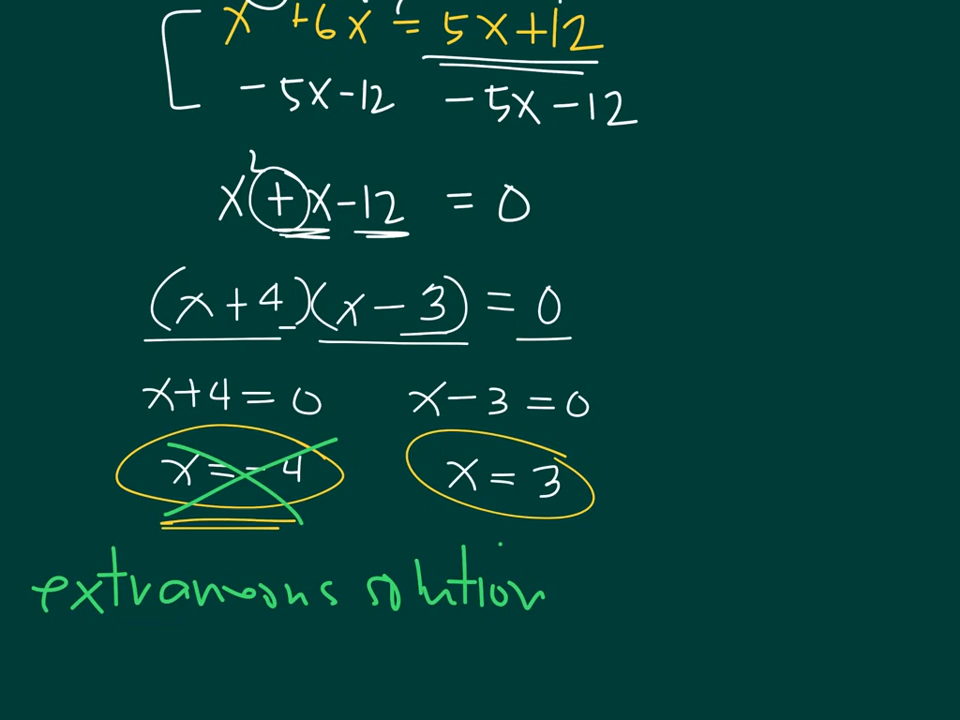 x +6x = 5x+12
-5x-12 -5x-12
x²+x-12 = 0
(x+4)(x-3) = 0
x+4=0 x-3=0
x=-4 x=3
extraneous solution